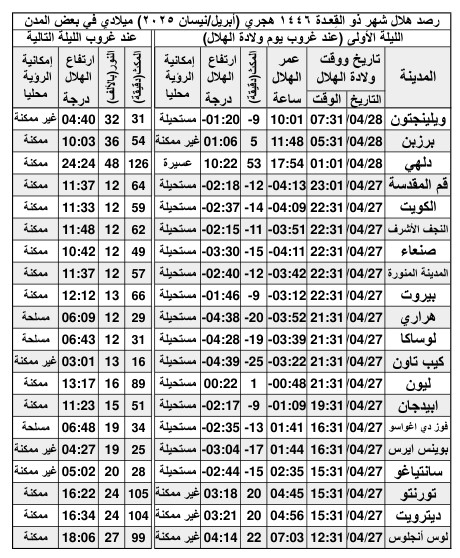 رصد هلال شهر ذو القعدة ١٤٤٦ هجري (أبريل/نيسان ٢٠٢٥) ميلادي في بعض المدن
الليلة الأولى (عند غروب يوم ولادة الهلال) عند غروب الليلة التالية
المدينة تاريخ ووقت ولادة الهلال التاريخ الوقت عمر الهلال ساعة المكث(دقيقة) ارتفاع الهلال درجة إمكانية الرؤية محليا المكث(دقيقة) النور(بالألف) ارتفاع الهلال درجة إمكانية الرؤية محليا
ويلينجتون 04/28/ 07:31 10:01 -9 -01:20 مستحيلة 31 32 04:40 غير ممكنة
برزبن 04/28/ 05:31 11:48 5 01:06 غير ممكنة 54 36 10:03 ممكنة
دلهي 04/28/ 01:01 17:54 53 10:22 عسيرة 126 48 24:24 ممكنة
قم المقدسة 04/27/ 23:01 -04:13 -12 -02:18 مستحيلة 64 12 11:37 ممكنة
الكويت 04/27/ 22:31 -04:09 -14 -02:37 مستحيلة 59 12 11:33 ممكنة
النجف الأشرف 04/27/ 22:31 -03:51 -11 -02:15 مستحيلة 62 12 11:48 ممكنة
صنعاء 04/27/ 22:31 -04:11 -15 -03:30 مستحيلة 49 12 10:42 ممكنة
المدينة المنورة 04/27/ 22:31 -03:42 -12 -02:40 مستحيلة 57 12 11:37 ممكنة
بيروت 04/27/ 22:31 -03:12 -9 -01:46 مستحيلة 66 13 12:12 ممكنة
هراري 04/27/ 21:31 -03:52 -20 -04:38 مستحيلة 29 12 06:09 مسلحة
لوساكا 04/27/ 21:31 -03:39 -19 -04:28 مستحيلة 31 12 06:43 مسلحة
كيب تاون 04/27/ 21:31 -03:22 -25 -04:39 مستحيلة 16 13 03:01 غير ممكنة
ليون 04/27/ 21:31 -00:48 1 00:22 مستحيلة 89 16 13:17 ممكنة
ابيدجان 04/27/ 19:31 -01:09 -9 -02:17 مستحيلة 51 15 11:23 ممكنة
فوز دي اغواسو 04/27/ 16:31 01:41 -13 -02:35 مستحيلة 34 19 06:48 مسلحة
بوينس ايرس 04/27/ 16:31 01:44 -17 -03:04 مستحيلة 25 19 04:27 غير ممكنة
سانتياغو 04/27/ 15:31 02:35 -15 -02:44 مستحيلة 28 20 05:02 غير ممكنة
تورنتو 04/27/ 15:31 04:45 20 03:18 غير ممكنة 105 24 16:22 ممكنة
ديترويت 04/27/ 15:31 04:56 20 03:21 غير ممكنة 104 24 16:34 ممكنة
لوس أنجلوس 04/27/ 12:31 07:03 22 04:14 غير ممكنة 99 27 18:06 ممكنة